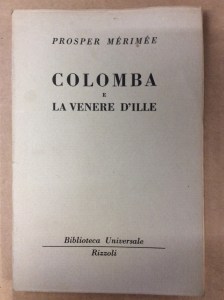 PROSPER MÉRIMÉE
COLOMBA
E
LA VENERE D'ILLE
Biblioteca Universale
Rizzoli